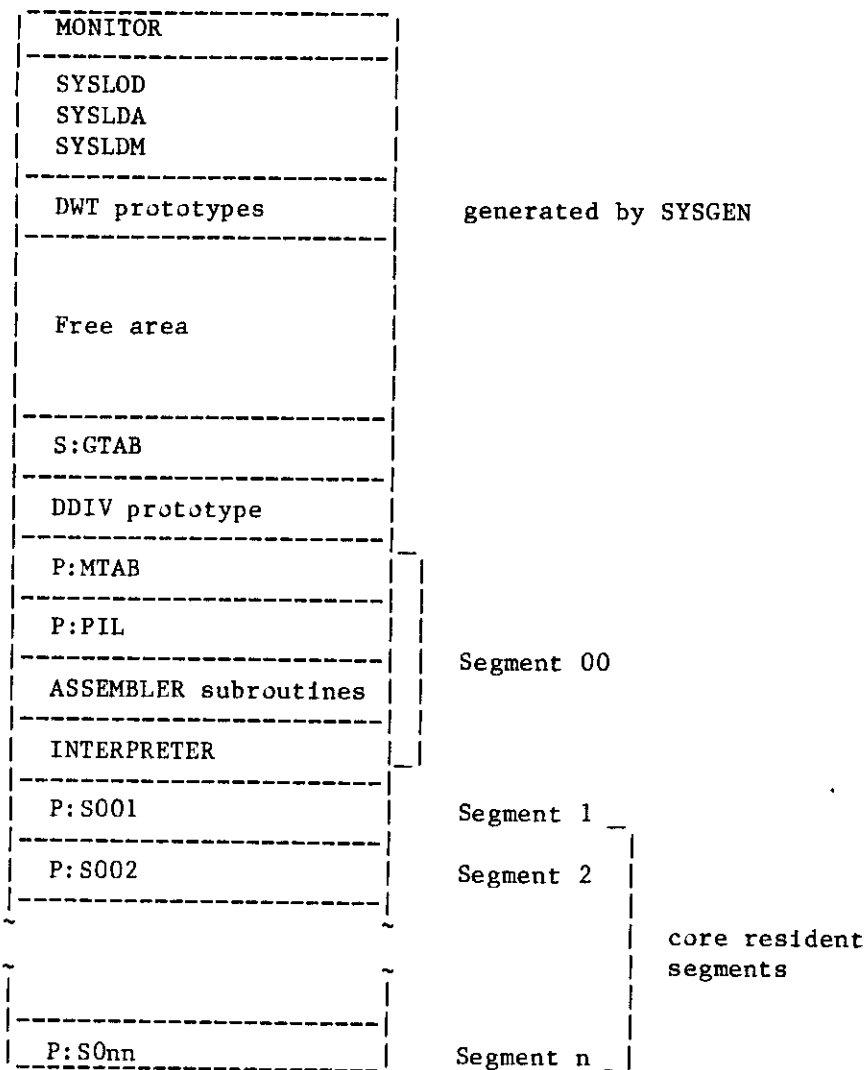 MONITOR
SYSLOD
SYSLDA
SYSLDM
DWT prototypes generated by SYSGEN
Free area
S:GTAB
DDIV prototype
P:MTAB
P:PIL
Segment 00
ASSEMBLER subroutines
INTERPRETER
P:S001 Segment 1
P:S002 Segment 2
core resident
segments
P:S0nn Segment n